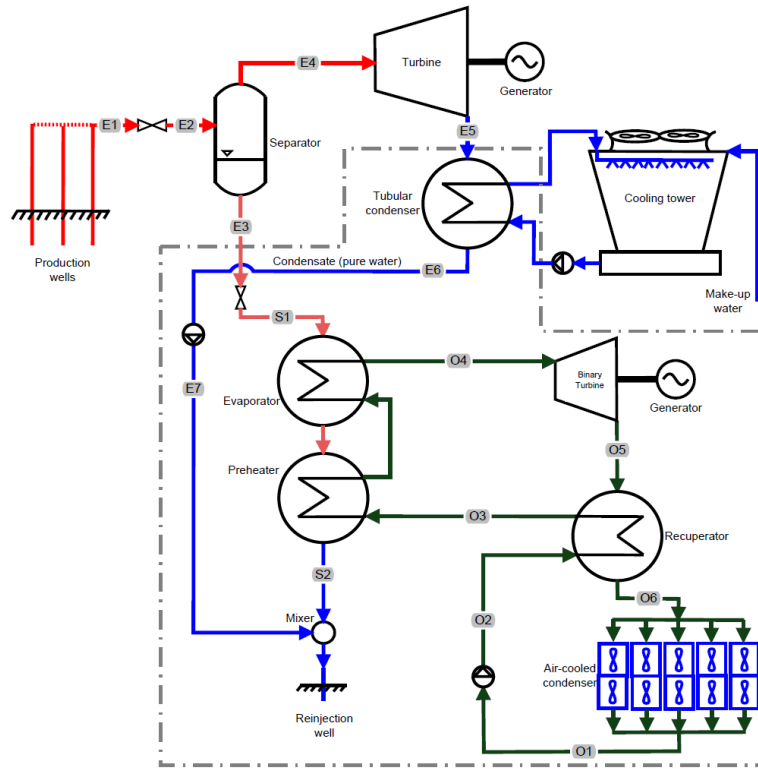 E4
Turbine
Generator
E1
E2
Separator
E5
Cooling tower
Tubular
condenser
E3
Production
wells
Condensate (pure water)
E6
Make-up
water
S1
E7
O4
Binary
Turbine
Evaporator
Generator
O5
Preheater
O3
Recuperator
S2
O6
O2
Mixer
Air-cooled
condenser
Reinjection
well
O1